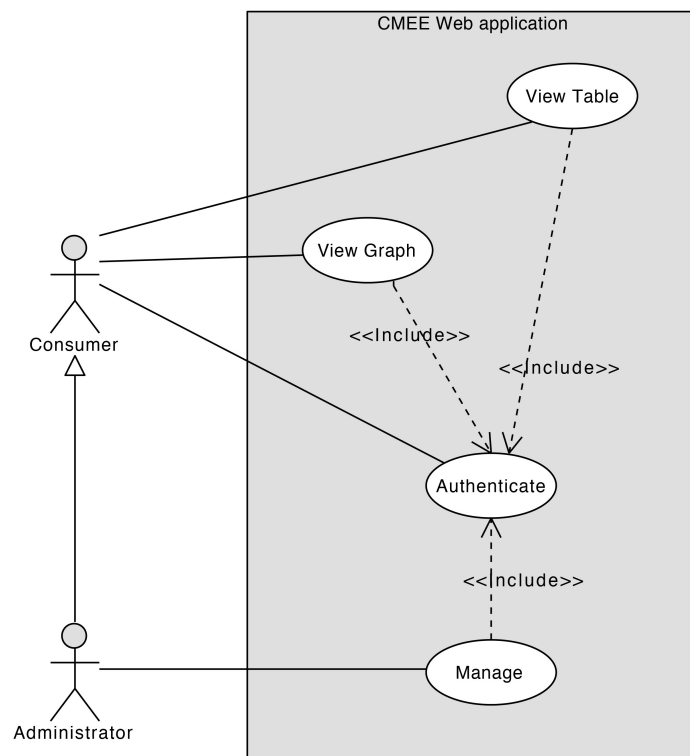 CMEE Web application
View Table
View Graph
<<Include>>
Consumer
<<Include>>
Authenticate
<<Include>>
Manage
Administrator